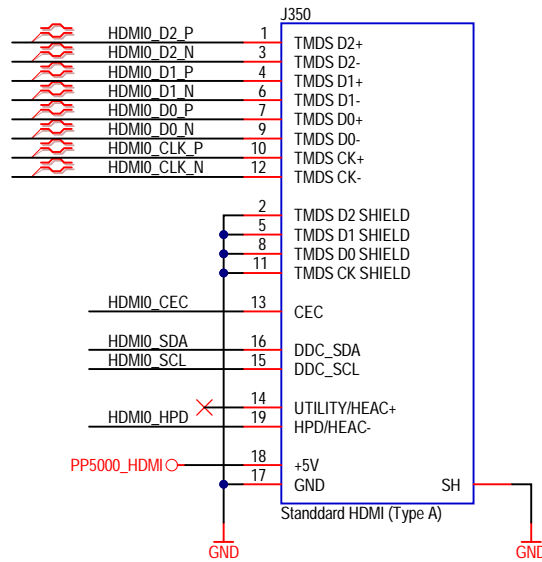 J350
HDMI0_D2_P 1 TMDS D2+
HDMI0_D2_N 3 TMDS D2-
HDMI0_D1_P 4 TMDS D1+
HDMI0_D1_N 6 TMDS D1-
HDMI0_D0_P 7 TMDS D0+
HDMI0_D0_N 9 TMDS D0-
HDMI0_CLK_P 10 TMDS CK+
HDMI0_CLK_N 12 TMDS CK-
2 TMDS D2 SHIELD
5 TMDS D1 SHIELD
8 TMDS D0 SHIELD
11 TMDS CK SHIELD
HDMI0_CEC 13 CEC
HDMI0_SDA 16 DDC_SDA
HDMI0_SCL 15 DDC_SCL
14 UTILITY/HEAC+
HDMI0_HPD 19 HPD/HEAC-
PP5000_HDMI 18 +5V
17 GND SH
Standdard HDMI (Type A)
GND GND